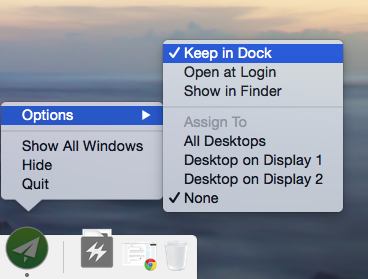 Options
Show All Windows
Hide
Quit
✓ Keep in Dock
Open at Login
Show in Finder
Assign To
All Desktops
Desktop on Display 1
Desktop on Display 2
✓ None